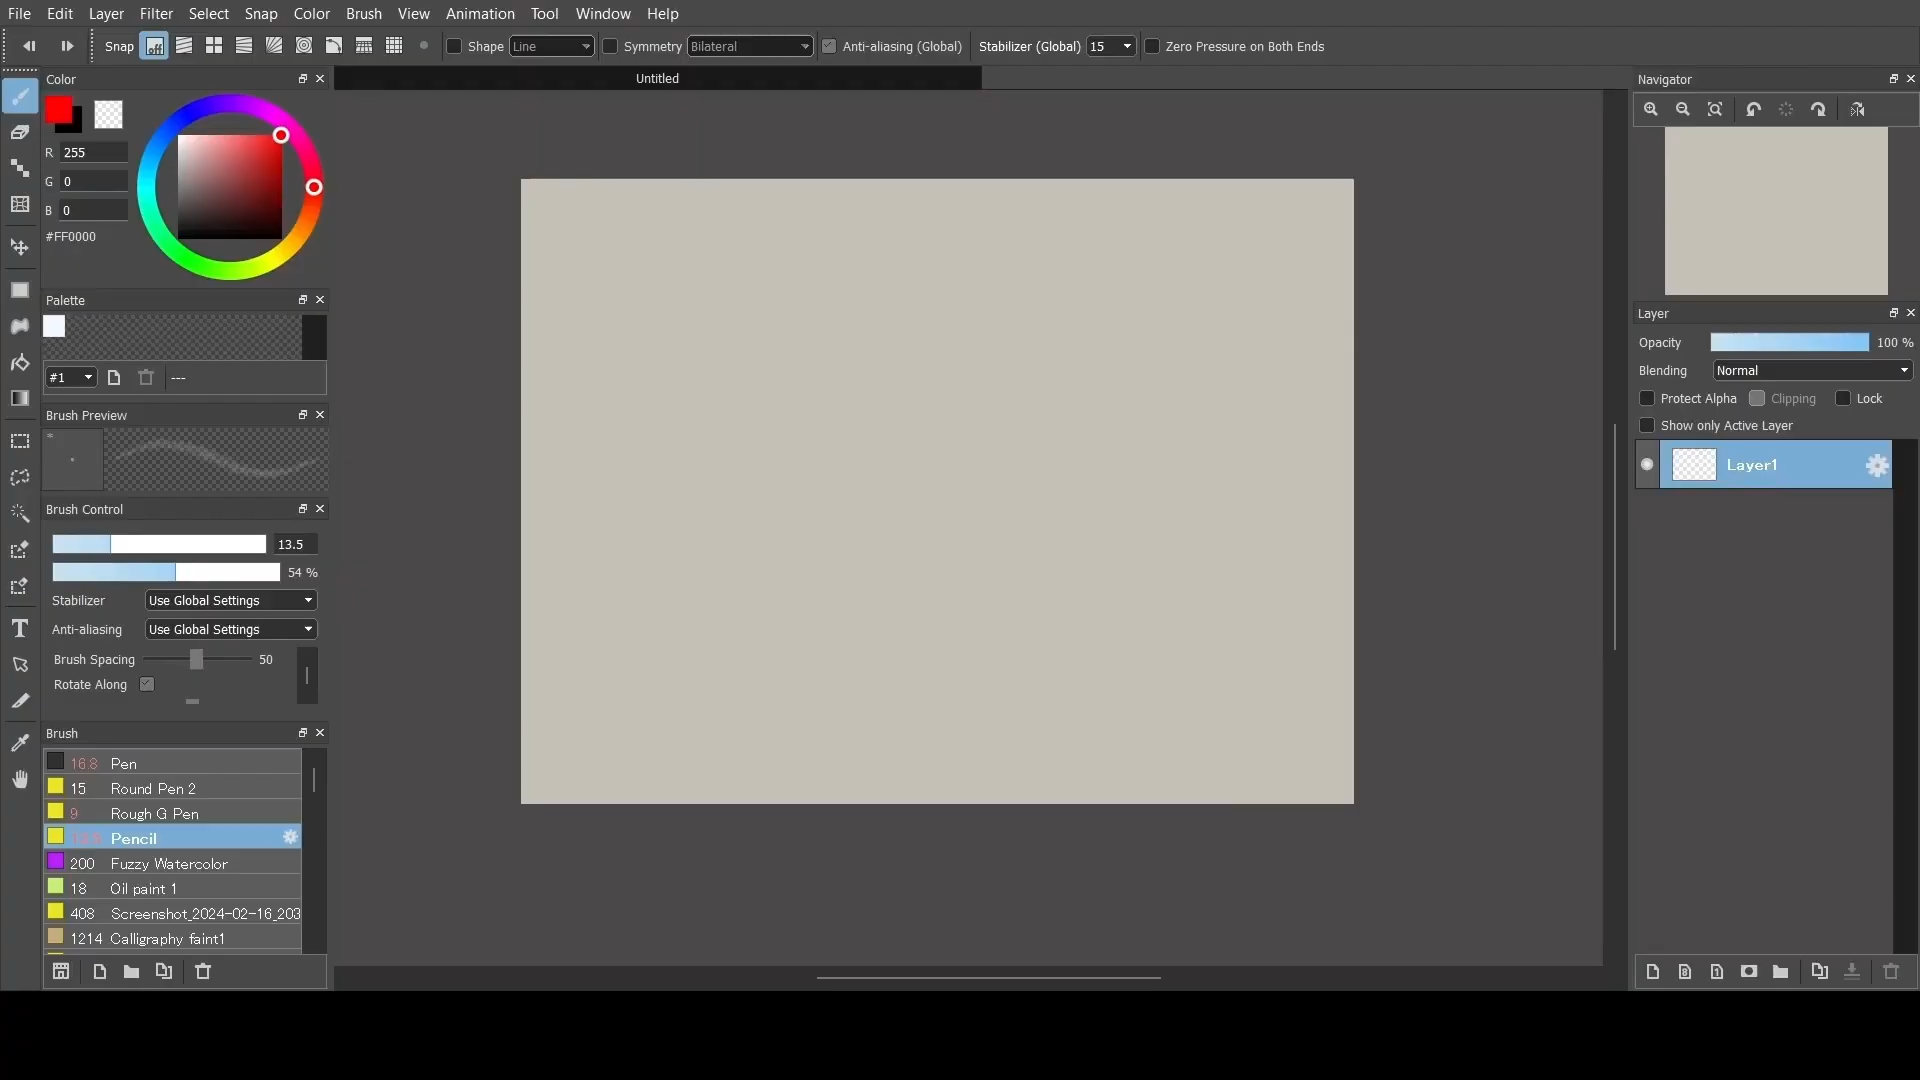 File Edit Layer Filter Select Snap Color Brush View Animation Tool Window Help
Snap off Shape Line Symmetry Bilateral Anti-aliasing (Global) Stabilizer (Global) 15 Zero Pressure on Both Ends
Color
Untitled
Navigator
R 255
G 0
B 0
#FF0000
Palette
#1
---
Brush Preview
*
Brush Control
13.5
54 %
Stabilizer Use Global Settings
Anti-aliasing Use Global Settings
Brush Spacing 50
Rotate Along
Brush
16.8 Pen
15 Round Pen 2
9 Rough G Pen
Pencil
200 Fuzzy Watercolor
18 Oil paint 1
408 Screenshot_2024-02-16_203
1214 Calligraphy faint1
Layer
Opacity 100 %
Blending Normal
Protect Alpha Clipping Lock
Show only Active Layer
Layer1